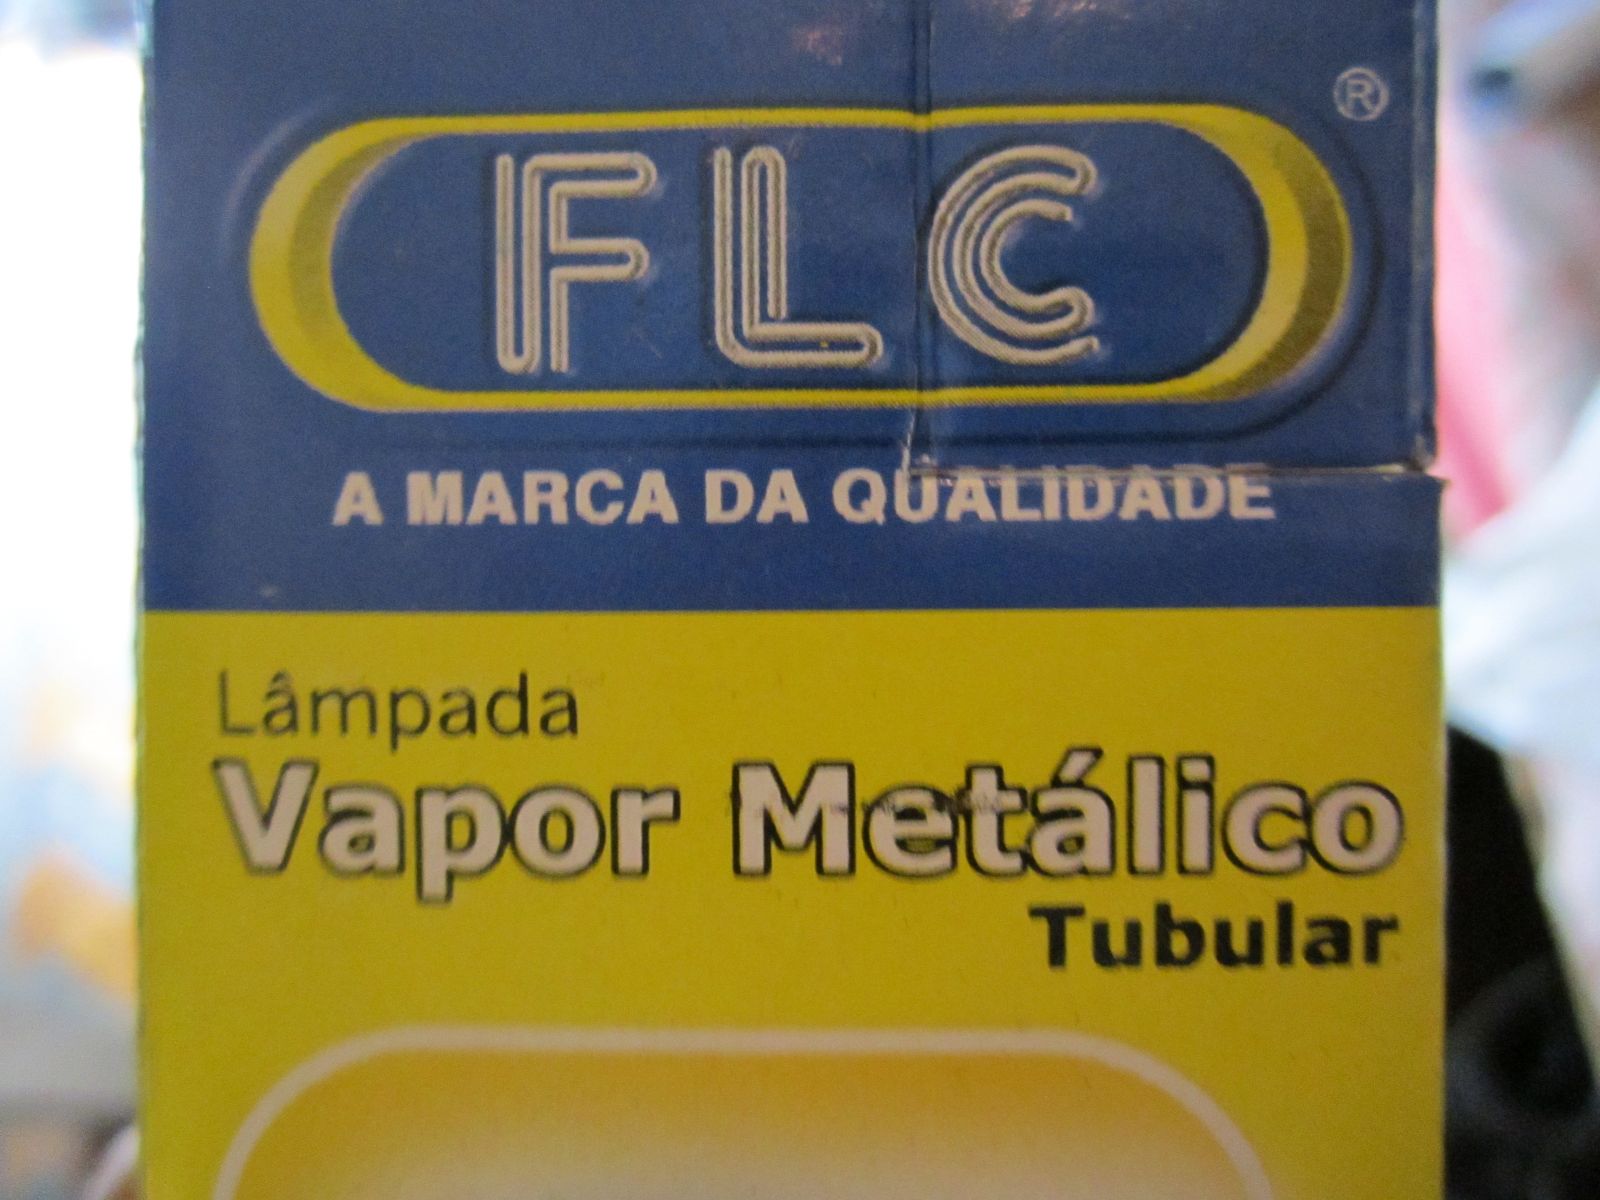 FLC®
A MARCA DA QUALIDADE
Lâmpada
Vapor Metálico
Tubular